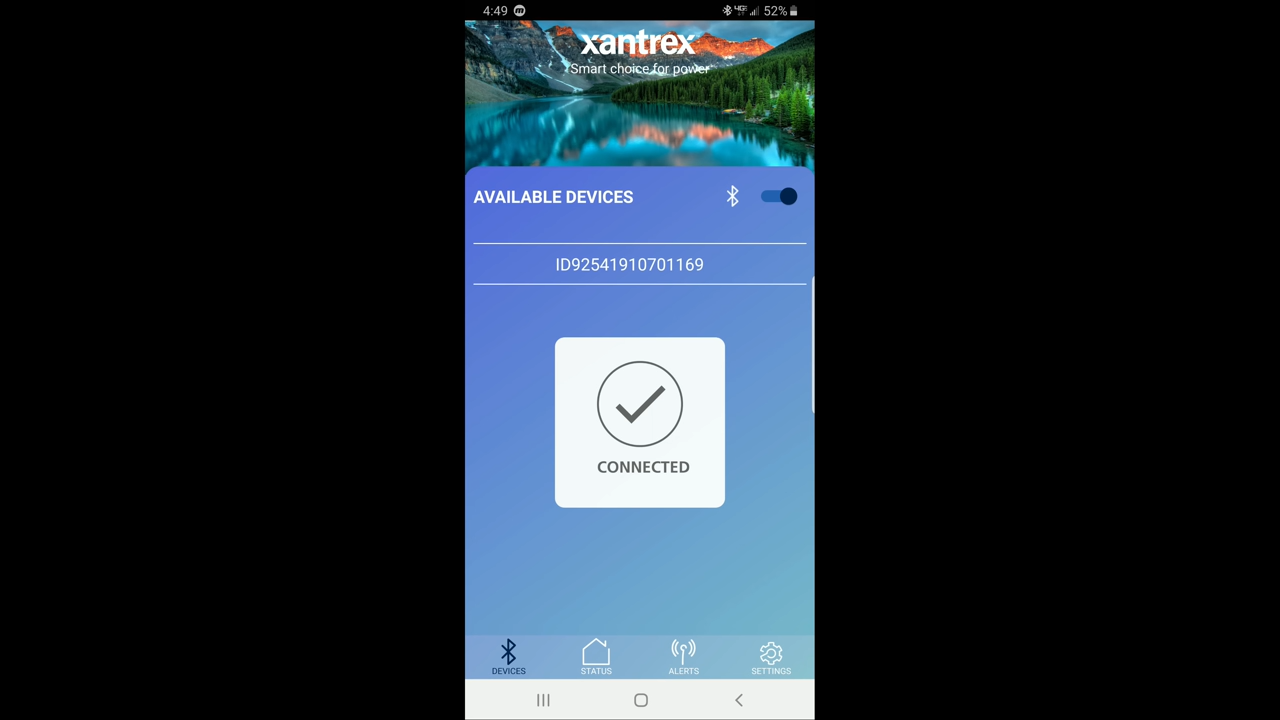 4:49 52%
xantrex
Smart choice for power
AVAILABLE DEVICES
ID92541910701169
CONNECTED
DEVICES STATUS ALERTS SETTINGS